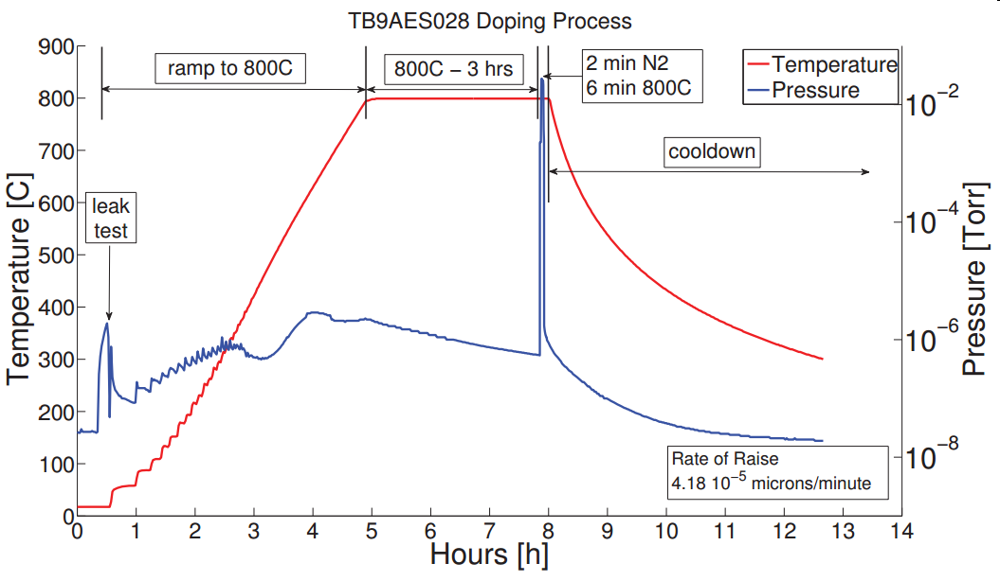 TB9AES028 Doping Process
900
800
700
600
500
400
300
200
100
0
Temperature [C]
ramp to 800C
800C − 3 hrs
2 min N2
6 min 800C
Temperature
Pressure
cooldown
leak
test
Rate of Raise
4.18 10⁻⁵ microns/minute
10⁻²
10⁻⁴
10⁻⁶
10⁻⁸
Pressure [Torr]
0 1 2 3 4 5 6 7 8 9 10 11 12 13 14
Hours [h]